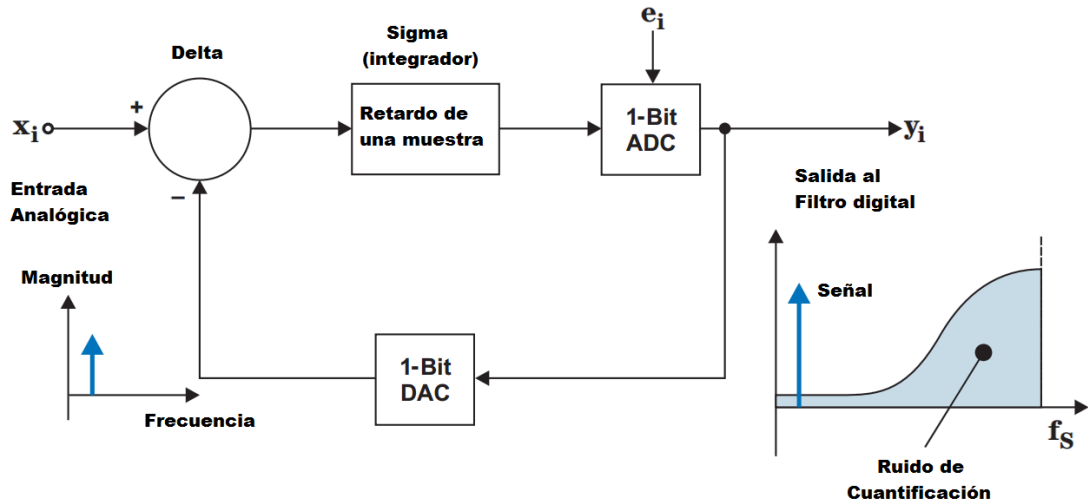 Delta
Sigma
(integrador)
e_i
x_i
+
−
Retardo de
una muestra
1-Bit
ADC
y_i
Entrada
Analógica
Salida al
Filtro digital
Magnitud
Frecuencia
1-Bit
DAC
Señal
f_S
Ruido de
Cuantificación